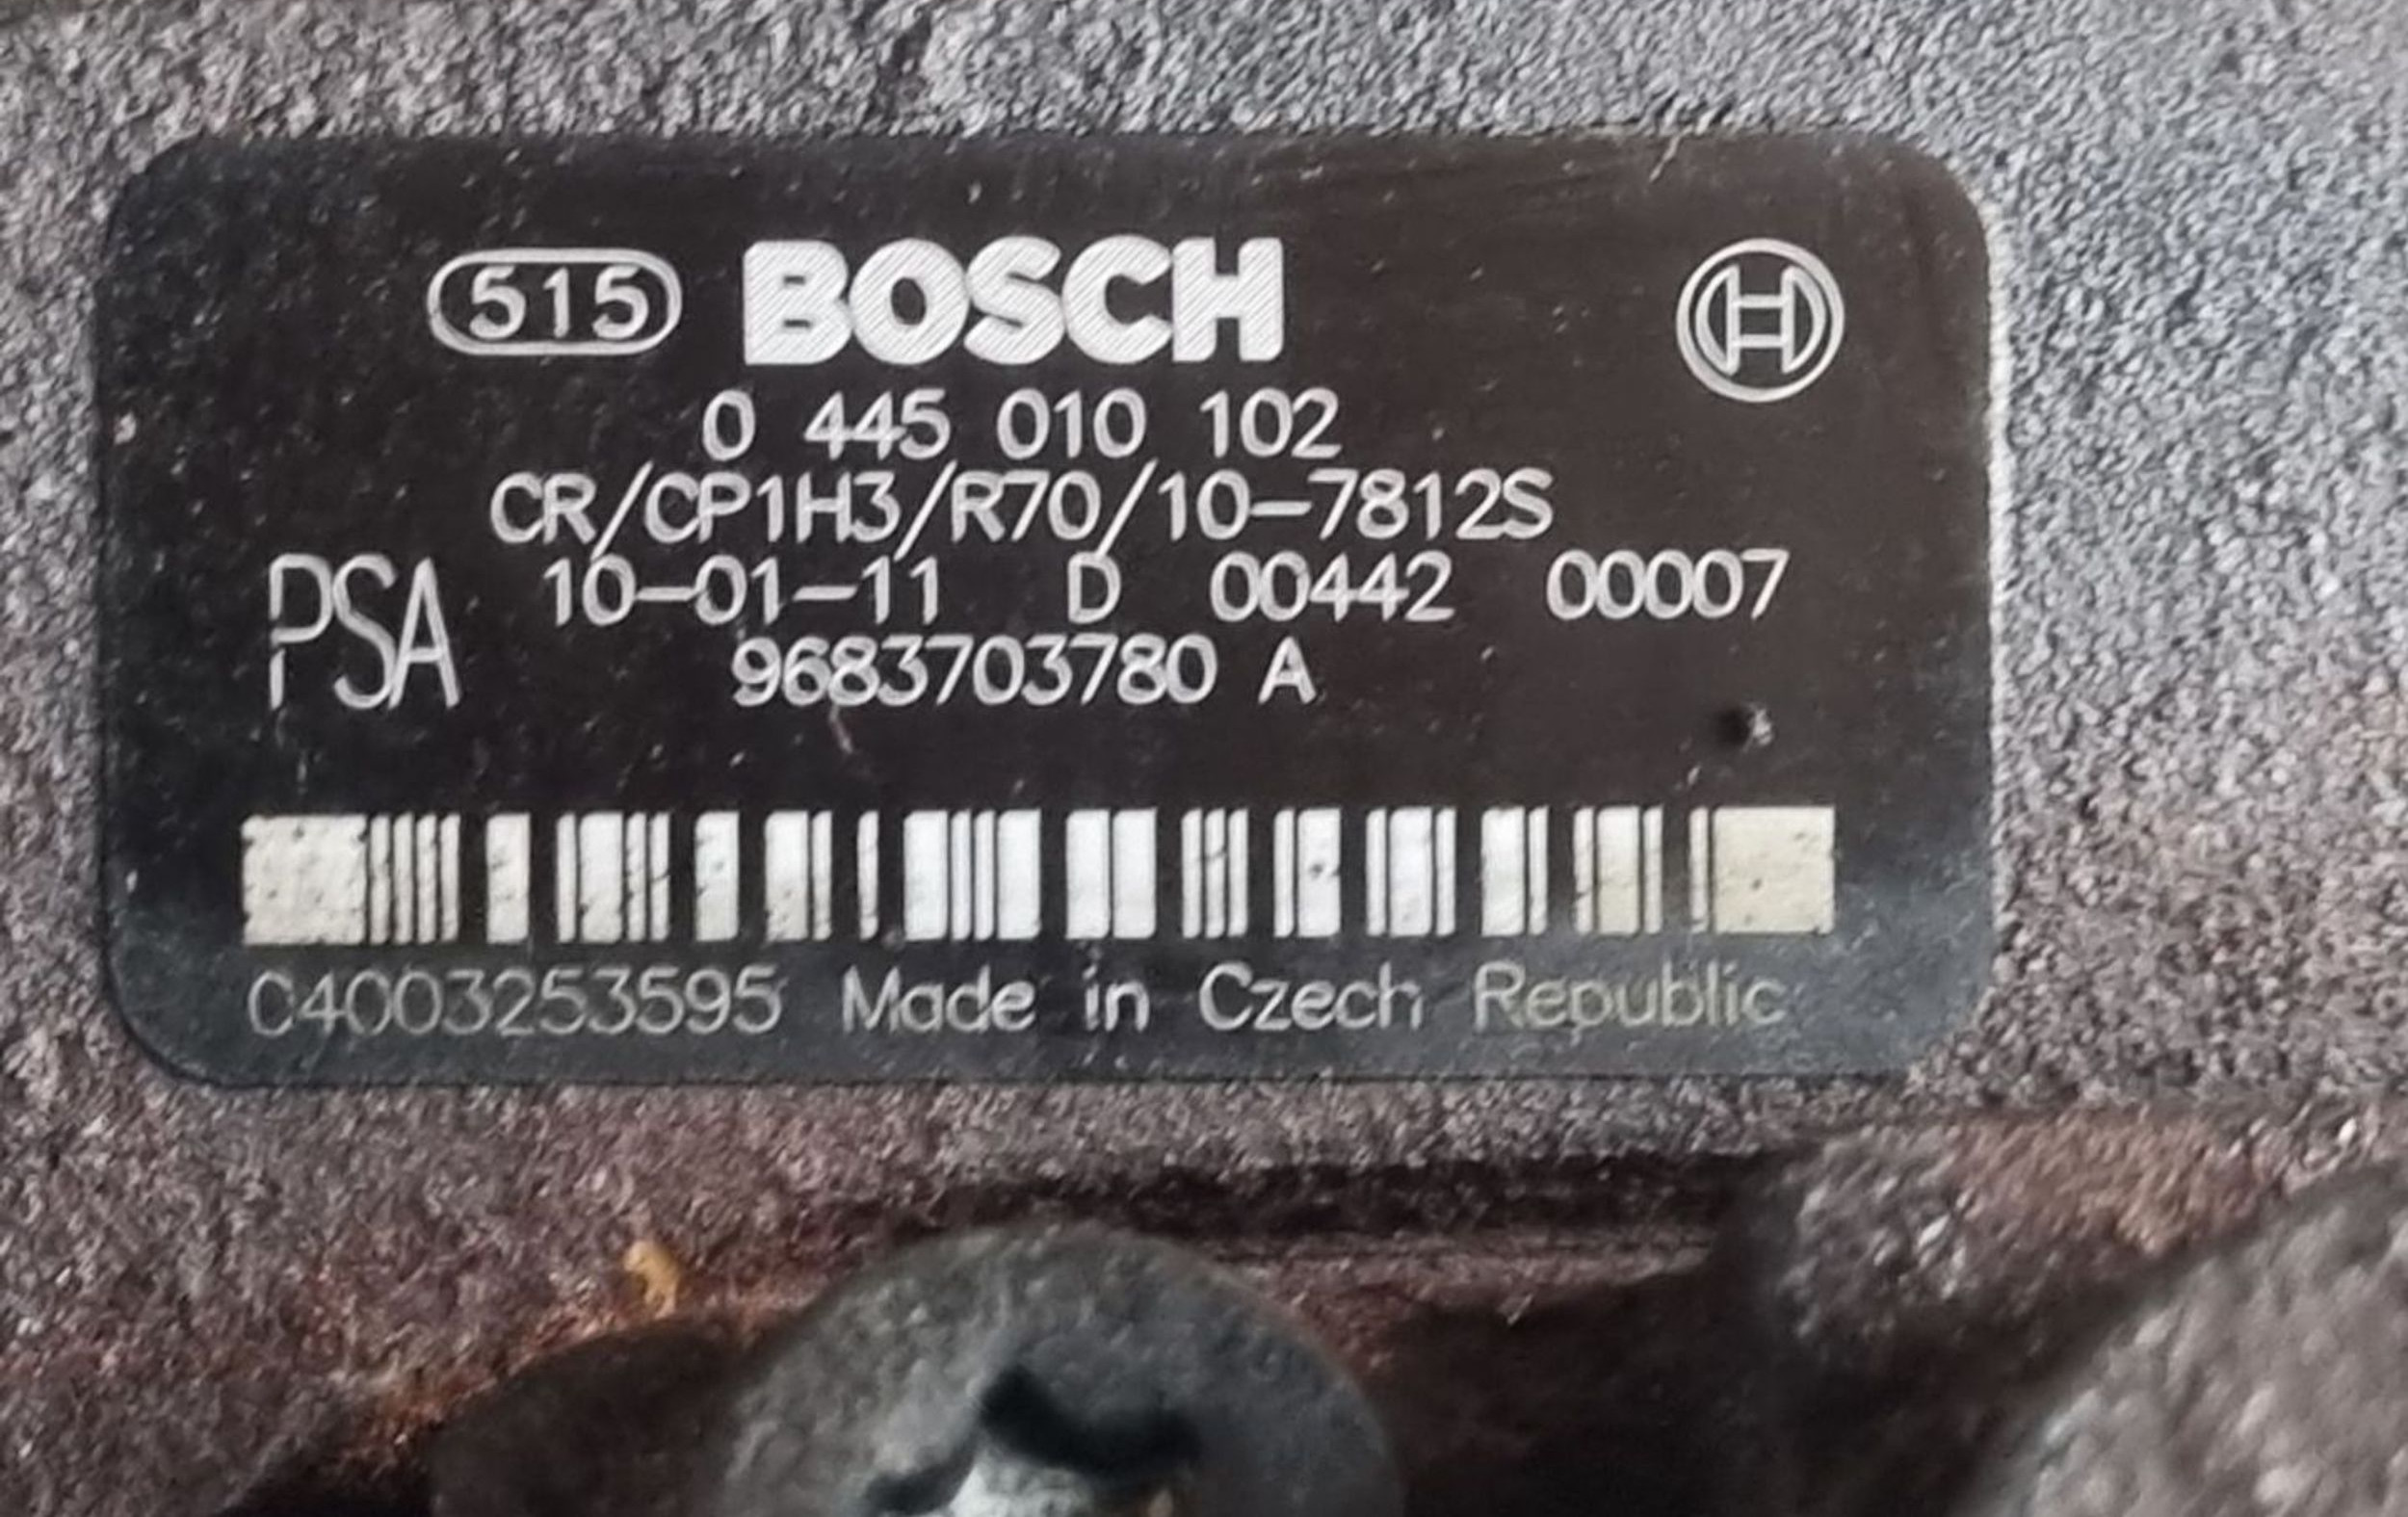 515 BOSCH
0 445 010 102
CR/CP1H3/R70/10-7812S
PSA 10-01-11 D 00442 00007
9683703780 A
C4003253595 Made in Czech Republic